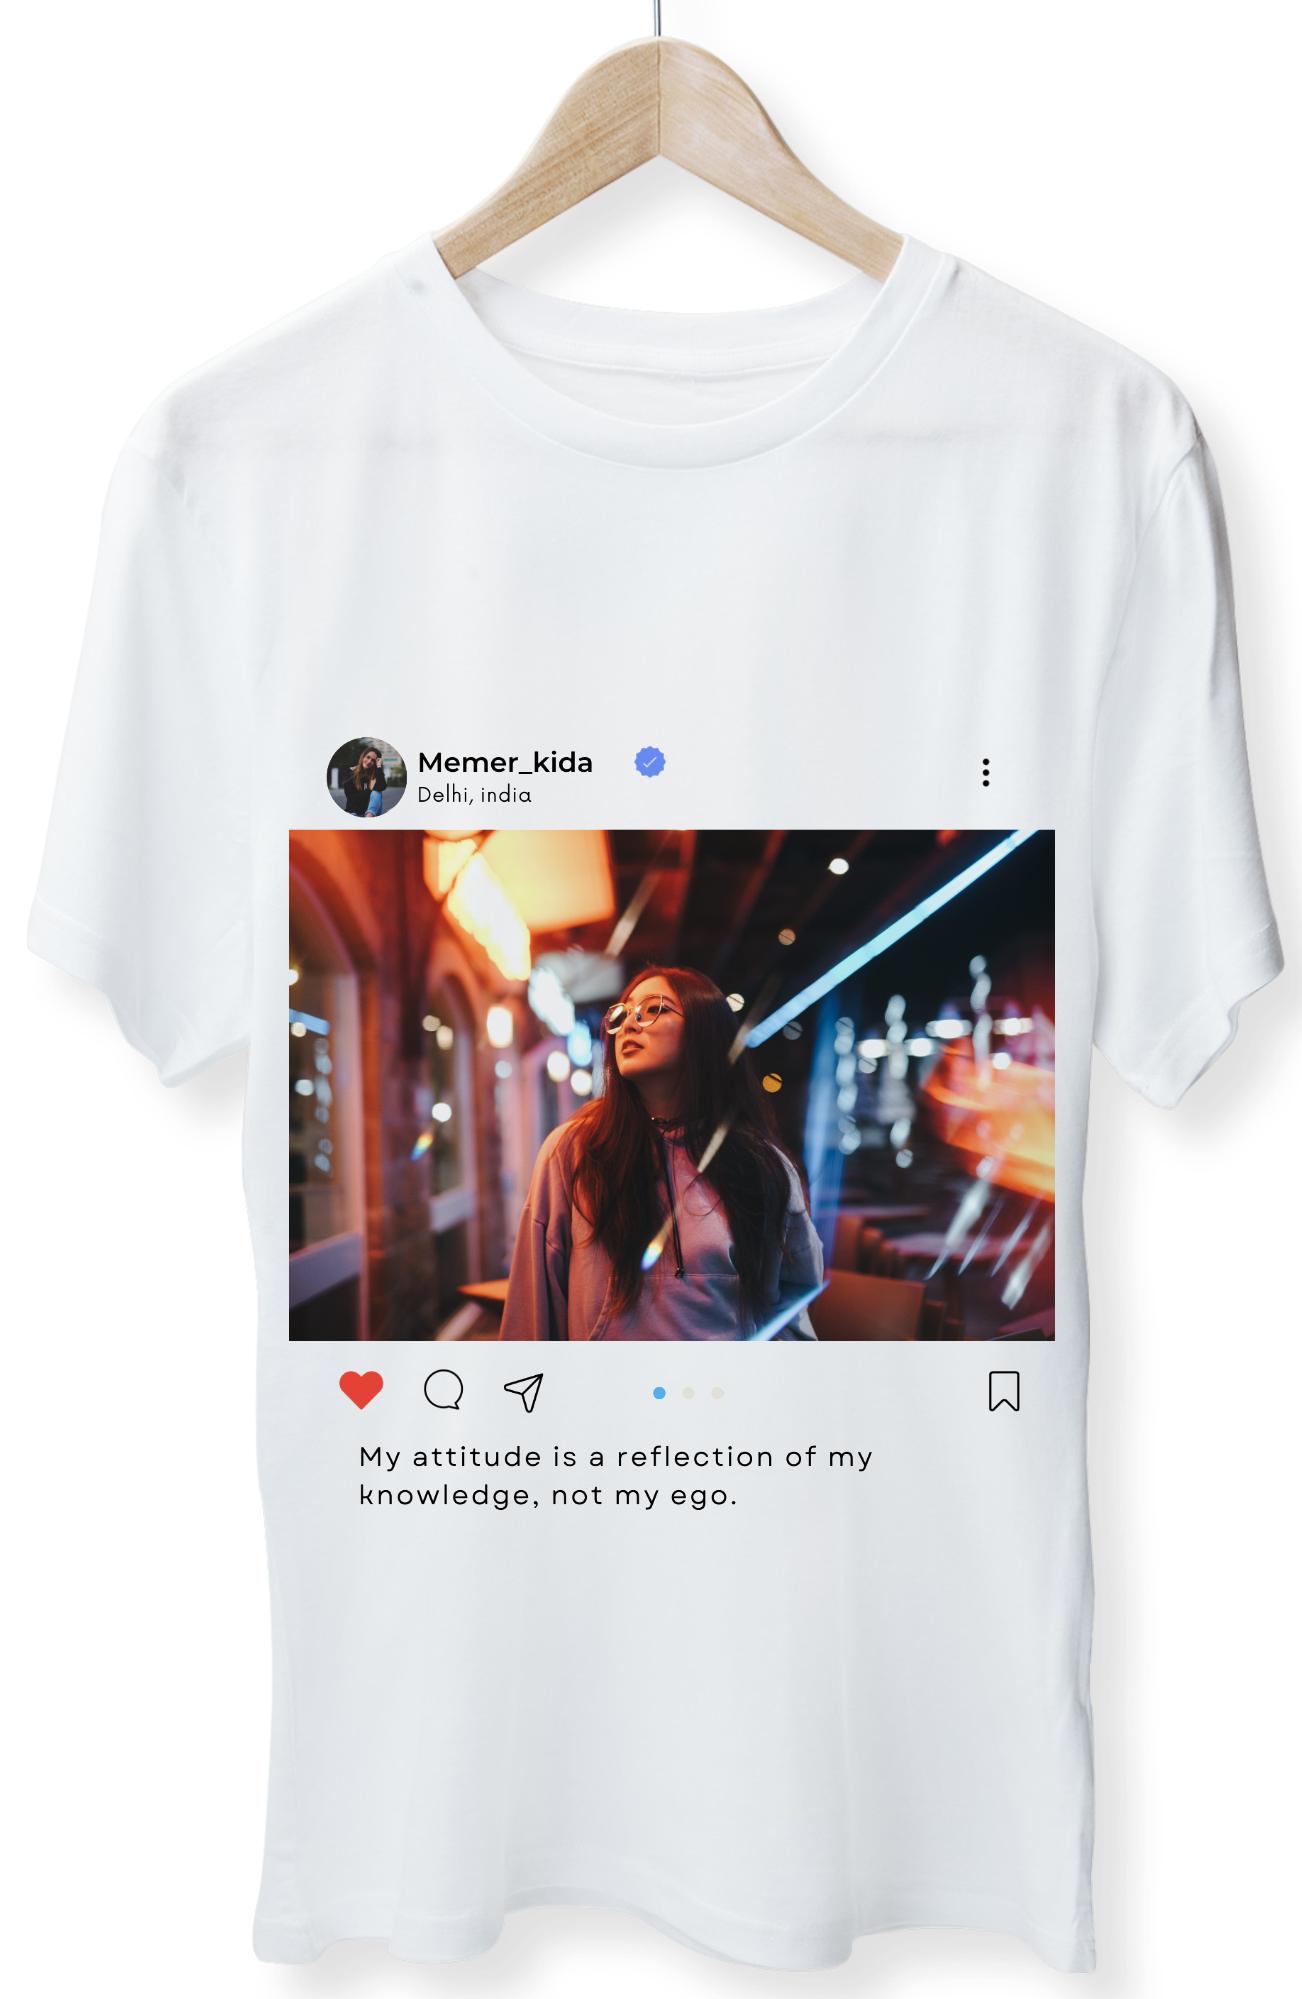 Memer_kida
Delhi, india
My attitude is a reflection of my
knowledge, not my ego.